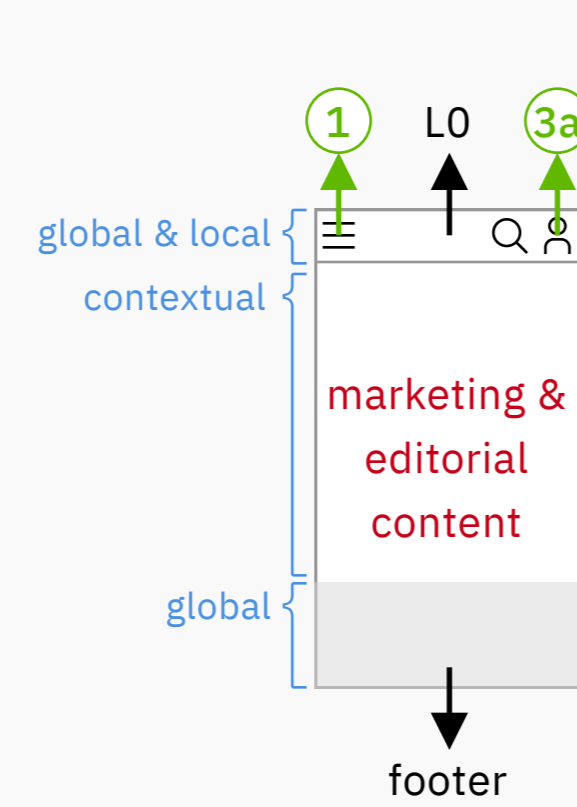 1
L0
3a
global & local
contextual
marketing &
editorial
content
global
footer